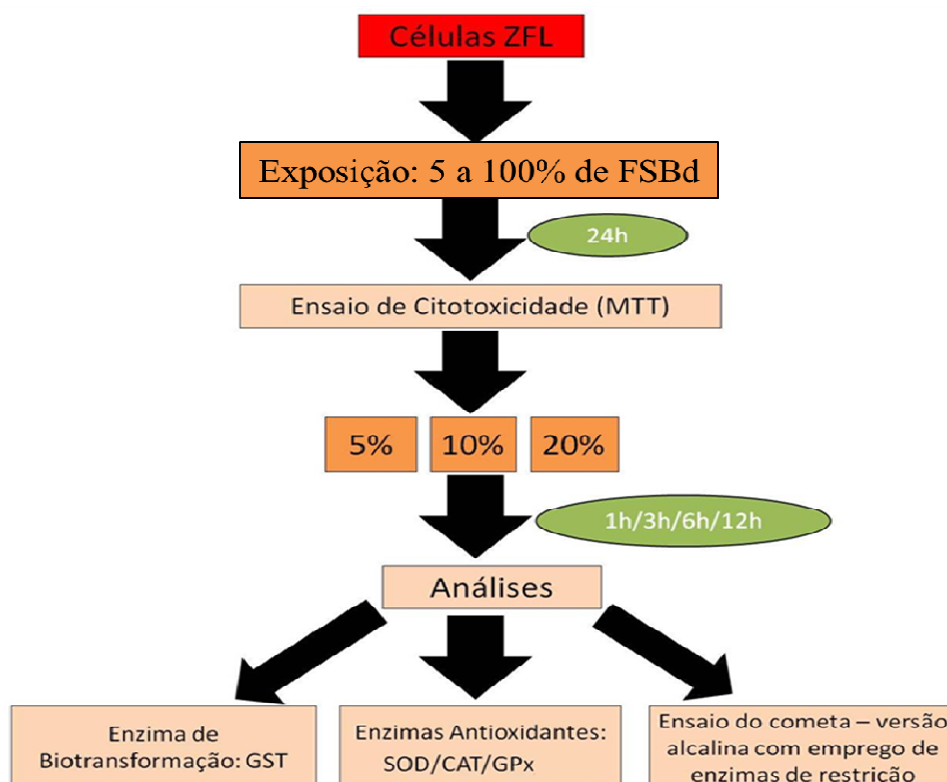 Células ZFL
Exposição: 5 a 100% de FSBd
24h
Ensaio de Citotoxicidade (MTT)
5% 10% 20%
1h/3h/6h/12h
Análises
Enzima de
Biotransformação: GST
Enzimas Antioxidantes:
SOD/CAT/GPx
Ensaio do cometa – versão
alcalina com emprego de
enzimas de restrição